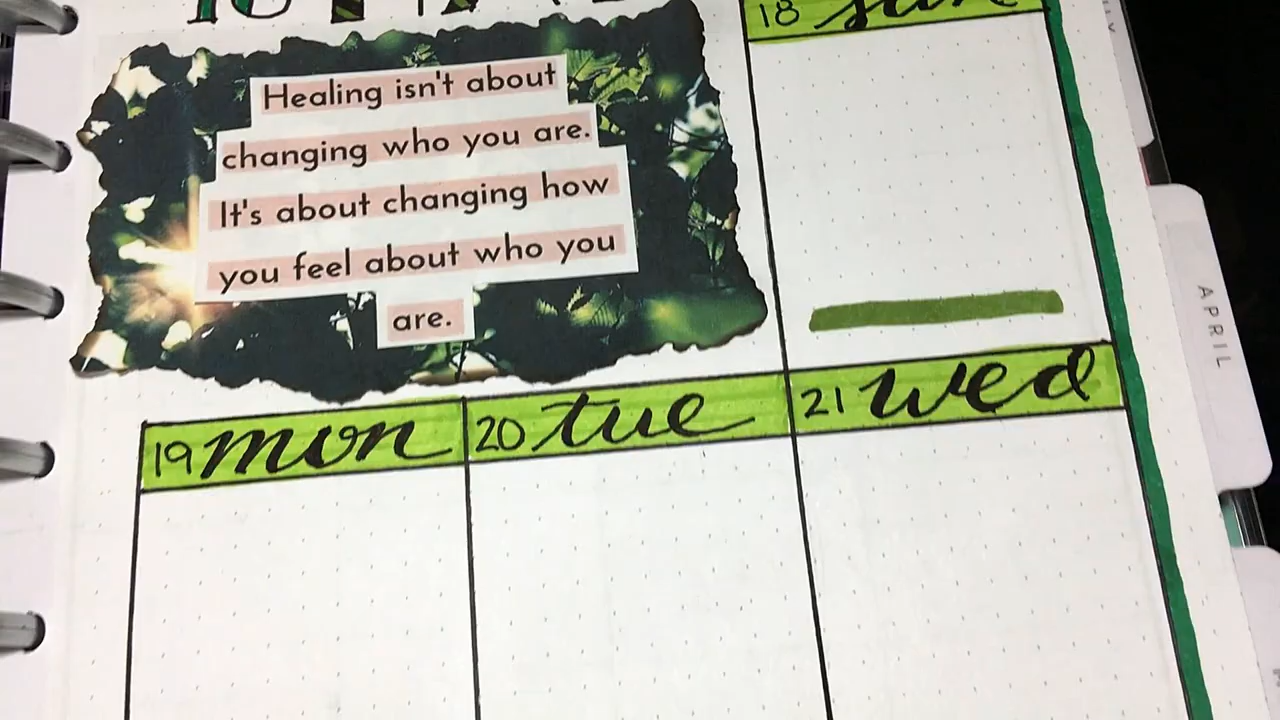 18 sun
Healing isn't about
changing who you are.
It's about changing how
you feel about who you
are.
19 mon
20 tue
21 wed
APRIL